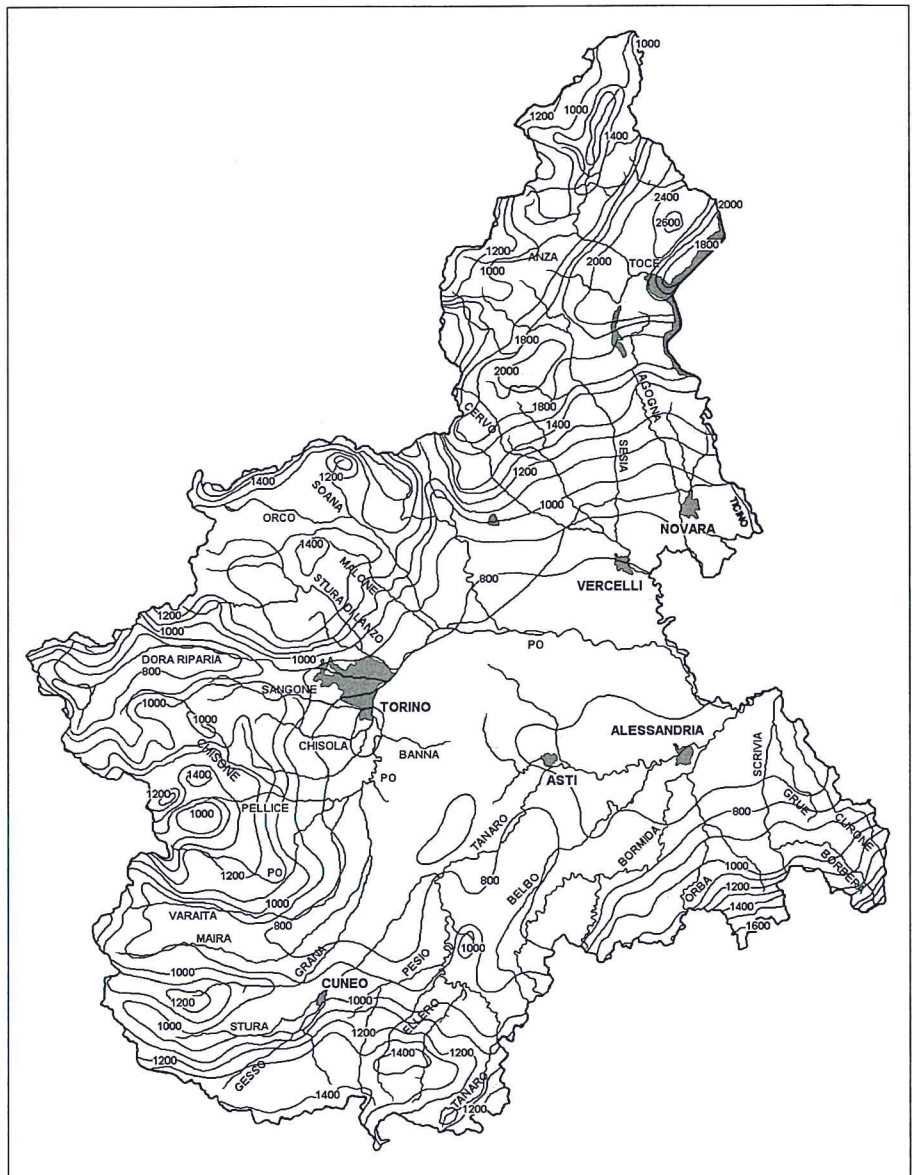 1000
1000
1200
1400
2400
2000
2600
1800
1200
ANZA
2000
TOCE
1000
1800
2000
AGOGNA
CERVO
1800
1400
SESIA
1200
1400
1200
SOANA
1000
TICINO
ORCO
NOVARA
1400
MALONE
800
VERCELLI
STURA DI LANZO
1200
1000
PO
DORA RIPARIA
1000
800
SANGONE
TORINO
1000
1000
CHISOLA
ALESSANDRIA
SCRIVIA
CHISONE
BANNA
ASTI
1400
PO
1200
PELLICE
GRUE
1000
TANARO
800
CURONE
BORMIDA
1200
PO
800
BELBO
1000
BORBERA
ORBA
1200
1000
1400
VARAITA
800
1600
MAIRA
GRANA
PESIO
1000
1000
CUNEO
1200
1000
ELLERO
1000
STURA
1200
1200
1400
1200
GESSO
1400
TANARO
1200